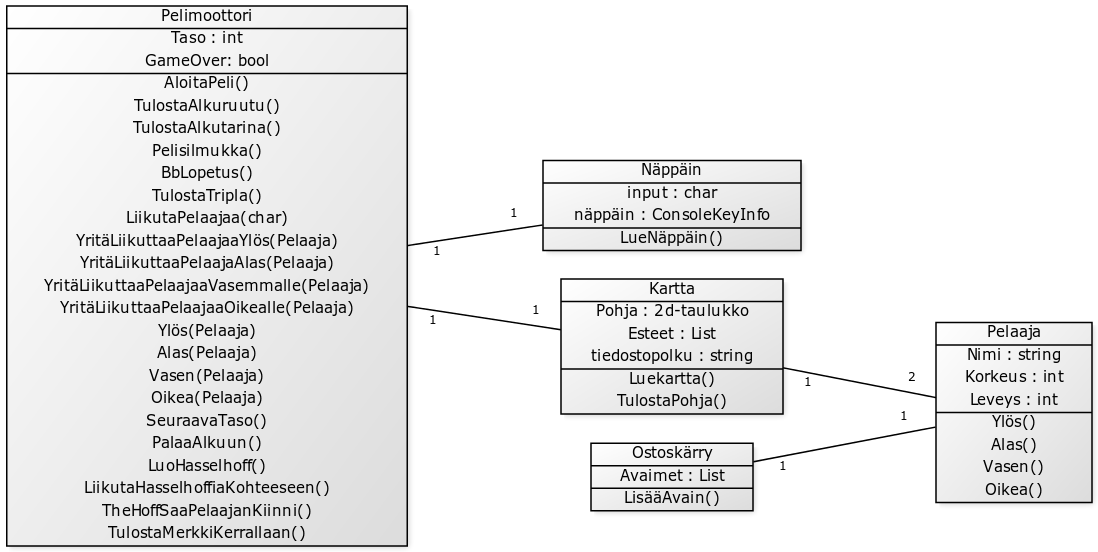 Pelimoottori
Taso : int
GameOver: bool
AloitaPeli()
TulostaAlkuruutu()
TulostaAlkutarina()
Pelisilmukka()
BbLopetus()
TulostaTripla()
LiikutaPelaajaa(char)
YritäLiikuttaaPelaajaaYlös(Pelaaja)
YritäLiikuttaaPelaajaAlas(Pelaaja)
YritäLiikuttaaPelaajaaVasemmalle(Pelaaja)
YritäLiikuttaaPelaajaaOikealle(Pelaaja)
Ylös(Pelaaja)
Alas(Pelaaja)
Vasen(Pelaaja)
Oikea(Pelaaja)
SeuraavaTaso()
PalaaAlkuun()
LuoHasselhoff()
LiikutaHasselhoffiaKohteeseen()
TheHoffSaaPelaajanKiinni()
TulostaMerkkiKerrallaan()
1
1
1
1
Näppäin
input : char
näppäin : ConsoleKeyInfo
LueNäppäin()
Kartta
Pohja : 2d-taulukko
Esteet : List
tiedostopolku : string
Luekartta()
TulostaPohja()
1
2
Ostoskärry
Avaimet : List
LisääAvain()
1
1
Pelaaja
Nimi : string
Korkeus : int
Leveys : int
Ylös()
Alas()
Vasen()
Oikea()